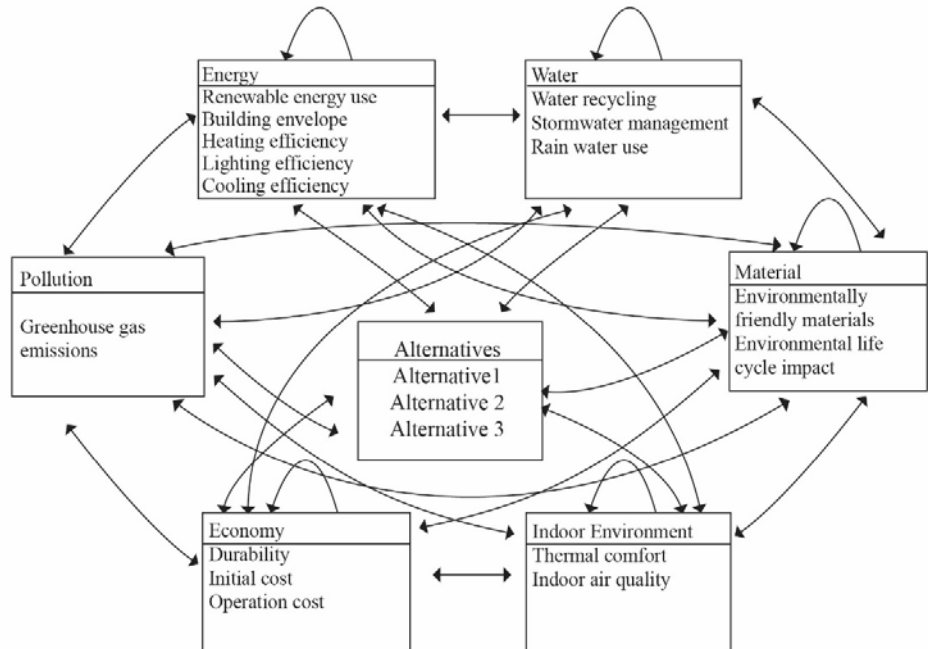 Energy
Renewable energy use
Building envelope
Heating efficiency
Lighting efficiency
Cooling efficiency
Water
Water recycling
Stormwater management
Rain water use
Pollution
Greenhouse gas
emissions
Alternatives
Alternative1
Alternative 2
Alternative 3
Material
Environmentally
friendly materials
Environmental life
cycle impact
Economy
Durability
Initial cost
Operation cost
Indoor Environment
Thermal comfort
Indoor air quality